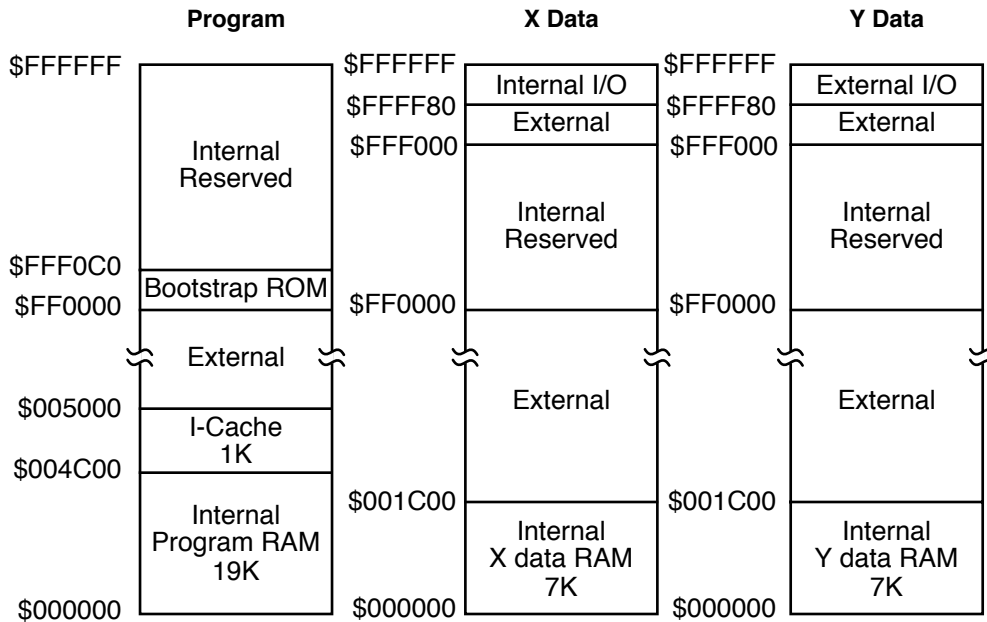 Program
$FFFFFF
Internal
Reserved
$FFF0C0
Bootstrap ROM
$FF0000
External
$005000
I-Cache
1K
$004C00
Internal
Program RAM
19K
$000000
X Data
$FFFFFF
Internal I/O
$FFFF80
External
$FFF000
Internal
Reserved
$FF0000
External
$001C00
Internal
X data RAM
7K
$000000
Y Data
$FFFFFF
External I/O
$FFFF80
External
$FFF000
Internal
Reserved
$FF0000
External
$001C00
Internal
Y data RAM
7K
$000000